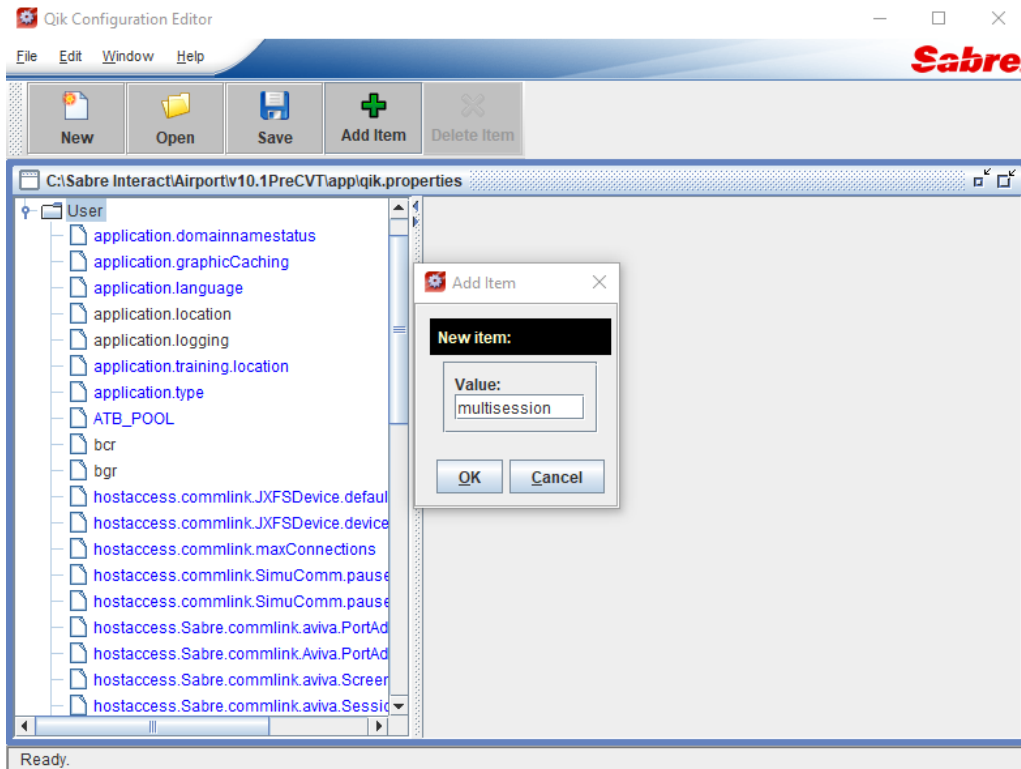 Qik Configuration Editor
File Edit Window Help
Sabre
New Open Save Add Item Delete Item
C:\Sabre Interact\Airport\v10.1PreCVT\app\qik.properties
User
application.domainnamestatus
application.graphicCaching
application.language
application.location
application.logging
application.training.location
application.type
ATB_POOL
bcr
bgr
hostaccess.commlink.JXFSDevice.defaul
hostaccess.commlink.JXFSDevice.device
hostaccess.commlink.maxConnections
hostaccess.commlink.SimuComm.pause
hostaccess.commlink.SimuComm.pause
hostaccess.Sabre.commlink.aviva.PortAd
hostaccess.Sabre.commlink.Aviva.PortAd
hostaccess.Sabre.commlink.aviva.Screen
hostaccess.Sabre.commlink.aviva.Sessio
Add Item
New item:
Value:
multisession
OK Cancel
Ready.